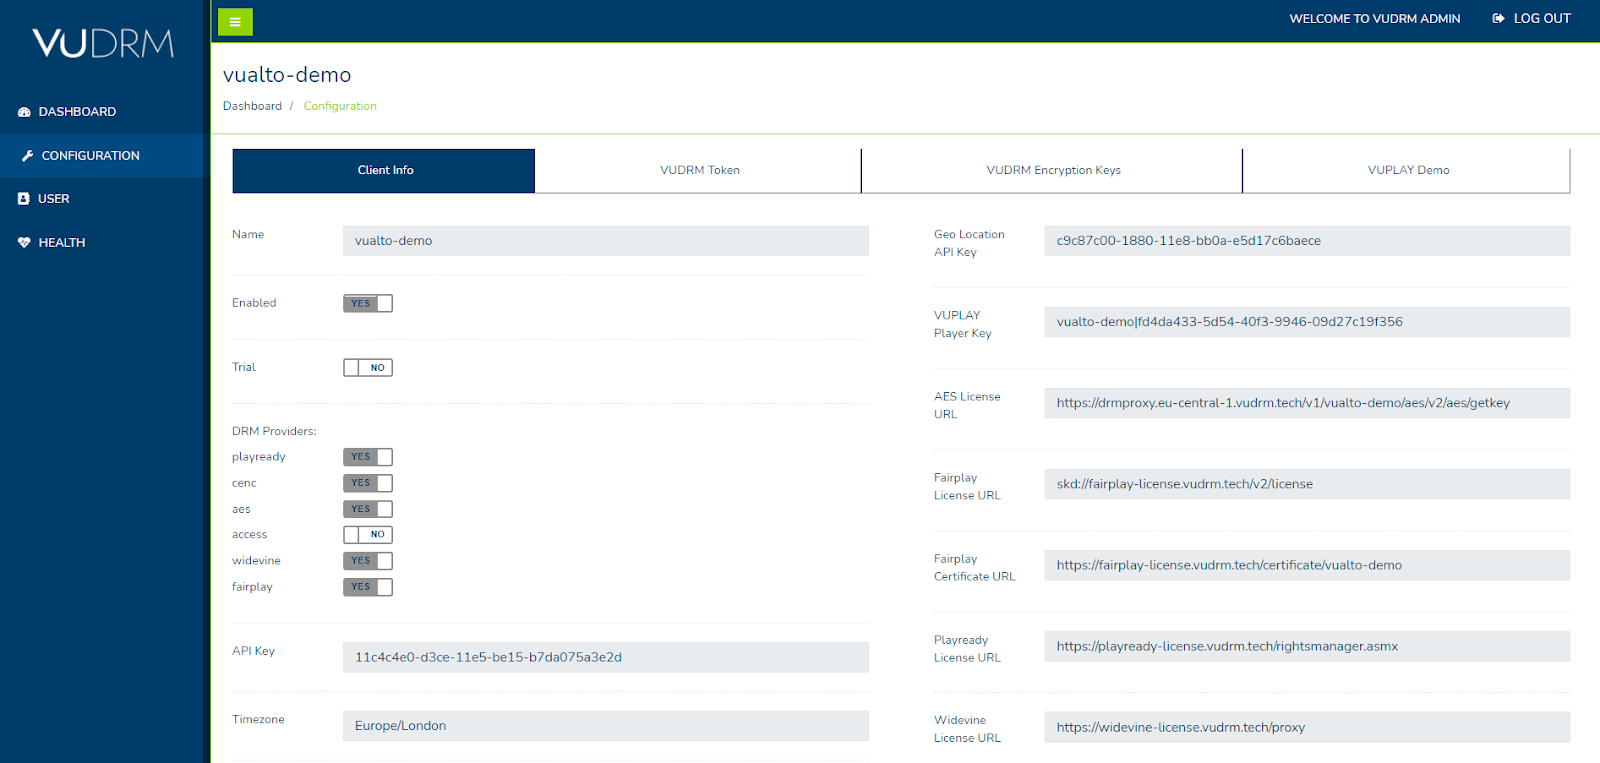 VUDRM
WELCOME TO VUDRM ADMIN
LOG OUT
DASHBOARD
CONFIGURATION
USER
HEALTH
vualto-demo
Dashboard / Configuration
Client Info
VUDRM Token
VUDRM Encryption Keys
VUPLAY Demo
Name
vualto-demo
Enabled
YES
Trial
NO
DRM Providers:
playready
YES
cenc
YES
aes
YES
access
NO
widevine
YES
fairplay
YES
API Key
11c4c4e0-d3ce-11e5-be15-b7da075a3e2d
Timezone
Europe/London
Geo Location
API Key
c9c87c00-1880-11e8-bb0a-e5d17c6baece
VUPLAY
Player Key
vualto-demo|fd4da433-5d54-40f3-9946-09d27c19f356
AES License
URL
https://drmproxy.eu-central-1.vudrm.tech/v1/vualto-demo/aes/v2/aes/getkey
Fairplay
License URL
skd://fairplay-license.vudrm.tech/v2/license
Fairplay
Certificate URL
https://fairplay-license.vudrm.tech/certificate/vualto-demo
Playready
License URL
https://playready-license.vudrm.tech/rightsmanager.asmx
Widevine
License URL
https://widevine-license.vudrm.tech/proxy